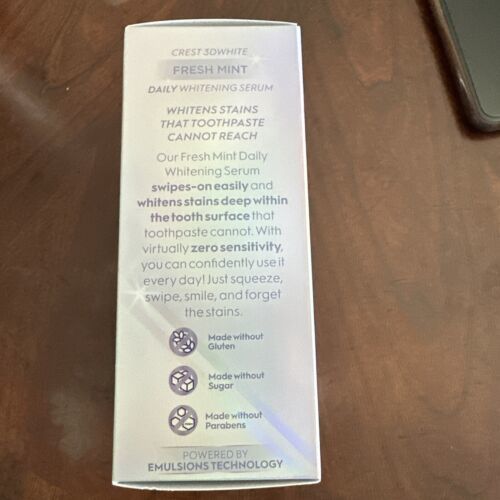 CREST 3DWHITE
FRESH MINT
DAILY WHITENING SERUM
WHITENS STAINS
THAT TOOTHPASTE
CANNOT REACH
Our Fresh Mint Daily
Whitening Serum
swipes-on easily and
whitens stains deep within
the tooth surface that
toothpaste cannot. With
virtually zero sensitivity,
you can confidently use it
every day! Just squeeze,
swipe, smile, and forget
the stains.
Made without
Gluten
Made without
Sugar
Made without
Parabens
POWERED BY
EMULSIONS TECHNOLOGY